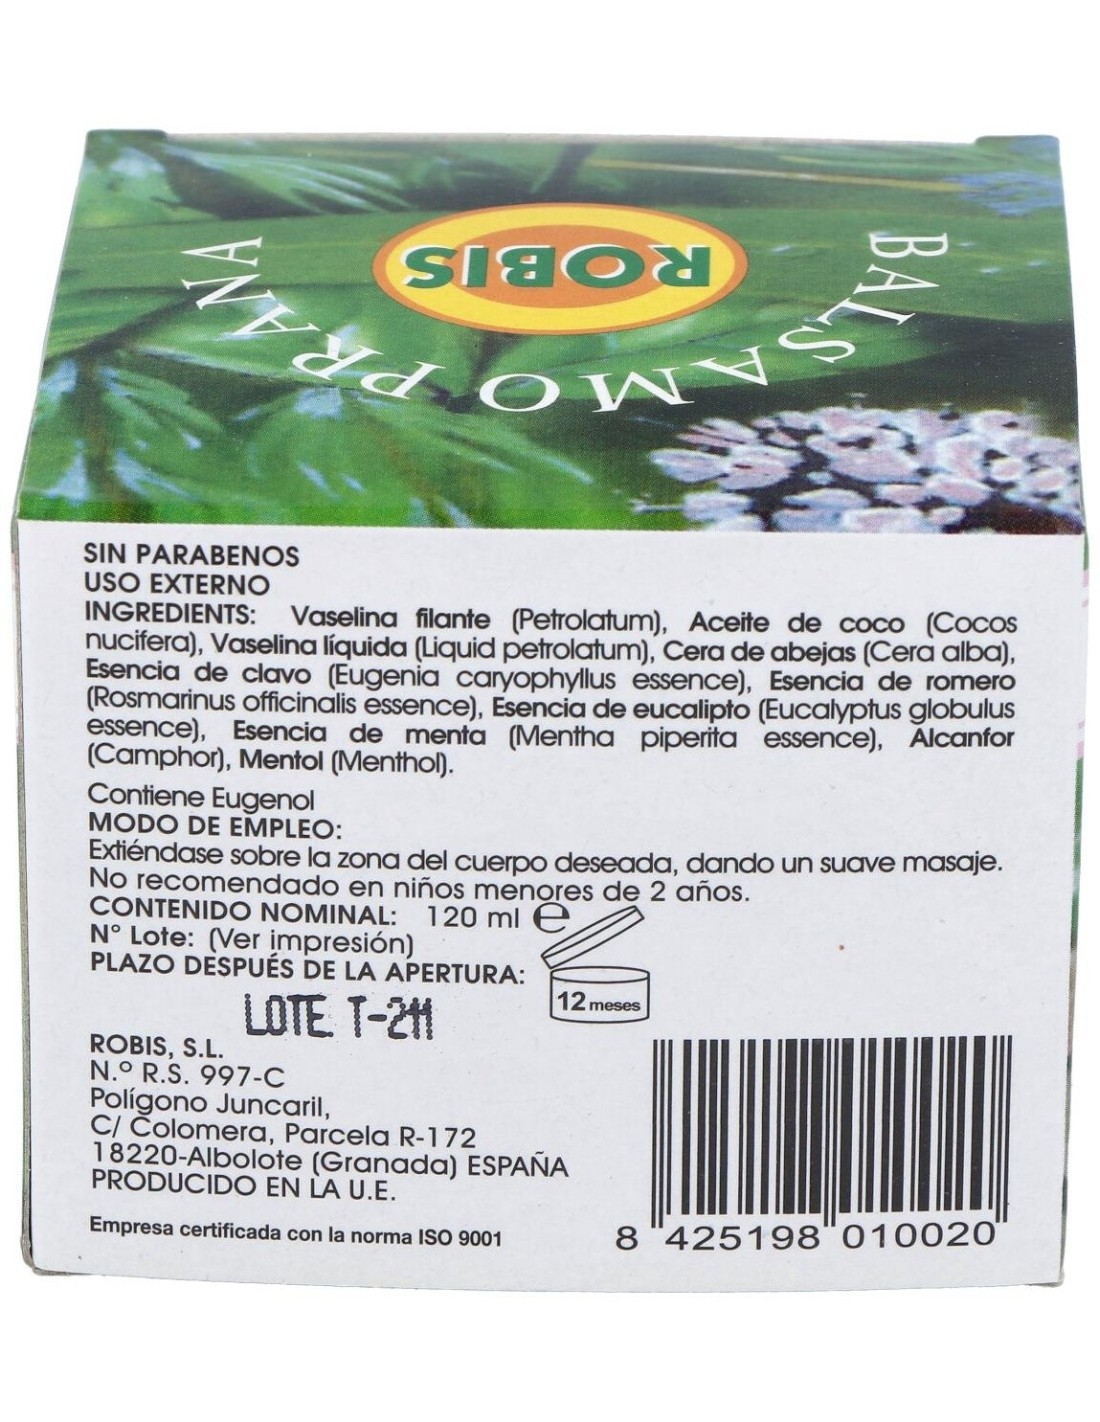 ROBIS
BALSAMO PRANA
SIN PARABENOS
USO EXTERNO
INGREDIENTS: Vaselina filante (Petrolatum), Aceite de coco (Cocos
nucifera), Vaselina líquida (Liquid petrolatum), Cera de abejas (Cera alba),
Esencia de clavo (Eugenia caryophyllus essence), Esencia de romero
(Rosmarinus officinalis essence), Esencia de eucalipto (Eucalyptus globulus
essence), Esencia de menta (Mentha piperita essence), Alcanfor
(Camphor), Mentol (Menthol).
Contiene Eugenol
MODO DE EMPLEO:
Extiéndase sobre la zona del cuerpo deseada, dando un suave masaje.
No recomendado en niños menores de 2 años.
CONTENIDO NOMINAL: 120 ml e
N° Lote: (Ver impresión)
PLAZO DESPUÉS DE LA APERTURA:
12 meses
LOTE T-211
ROBIS, S.L.
N.º R.S. 997-C
Polígono Juncaril,
C/ Colomera, Parcela R-172
18220-Albolote (Granada) ESPAÑA
PRODUCIDO EN LA U.E.
Empresa certificada con la norma ISO 9001
8 425198 010020